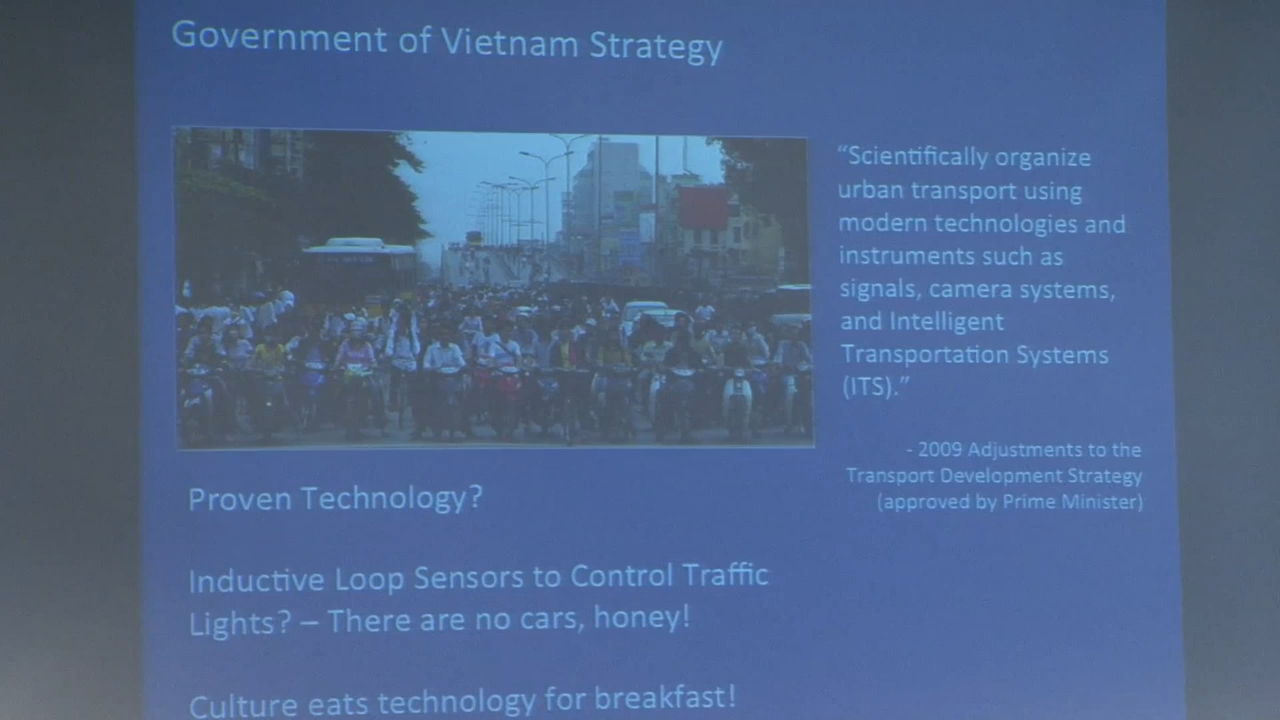 Government of Vietnam Strategy
“Scientifically organize
urban transport using
modern technologies and
instruments such as
signals, camera systems,
and Intelligent
Transportation Systems
(ITS).”
- 2009 Adjustments to the
Transport Development Strategy
(approved by Prime Minister)
Proven Technology?
Inductive Loop Sensors to Control Traffic
Lights? – There are no cars, honey!
Culture eats technology for breakfast!